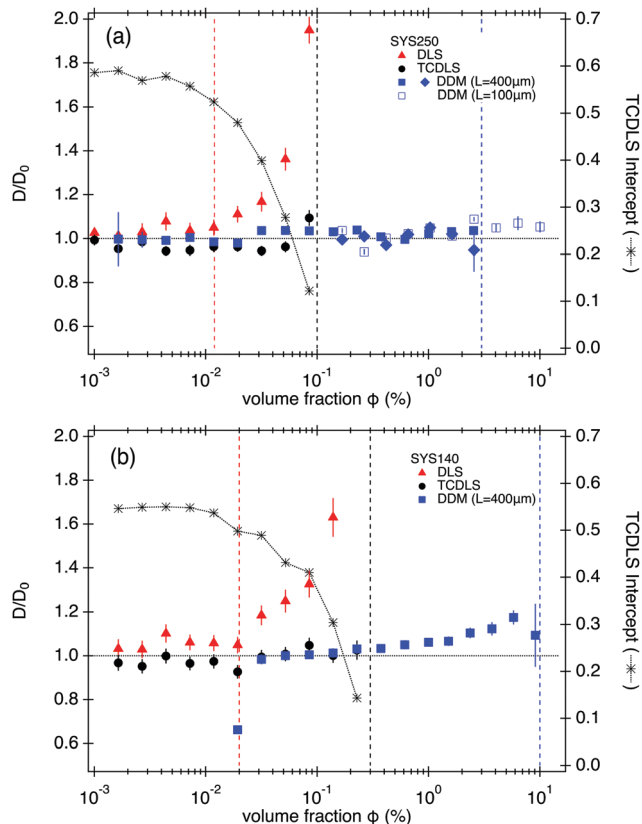 (a)
SYS250
DLS
TCDLS
DDM (L=400μm)
DDM (L=100μm)
2.0
1.8
1.6
1.4
1.2
1.0
0.8
0.6
D/D0
0.7
0.6
0.5
0.4
0.3
0.2
0.1
0.0
TCDLS Intercept (···✳···)
10⁻³
10⁻²
10⁻¹
10⁰
10¹
volume fraction ϕ (%)
(b)
SYS140
DLS
TCDLS
DDM (L=400μm)
2.0
1.8
1.6
1.4
1.2
1.0
0.8
0.6
D/D0
0.7
0.6
0.5
0.4
0.3
0.2
0.1
0.0
TCDLS Intercept (···✳···)
10⁻³
10⁻²
10⁻¹
10⁰
10¹
volume fraction ϕ (%)